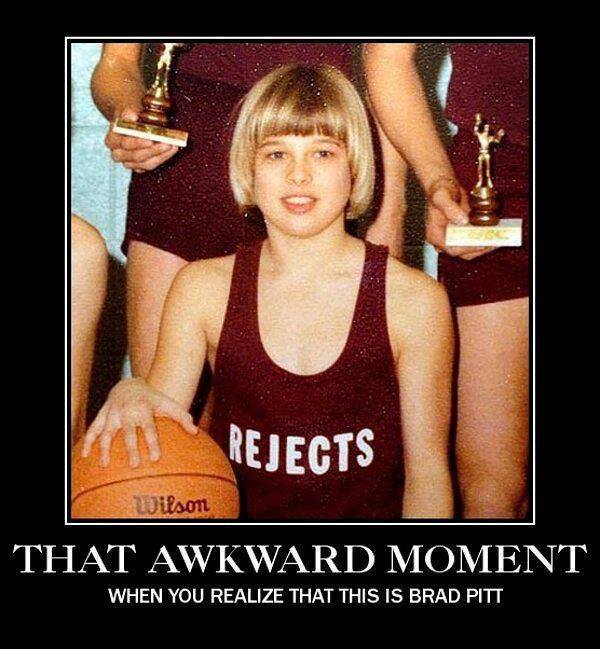 REJECTS
Wilson
THAT AWKWARD MOMENT
WHEN YOU REALIZE THAT THIS IS BRAD PITT